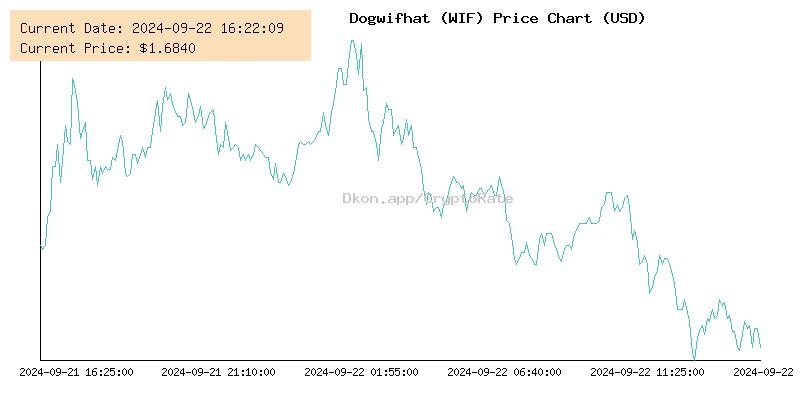 Dogwifhat (WIF) Price Chart (USD)
Current Date: 2024-09-22 16:22:09
Current Price: $1.6840
Dkon.app/CryptoRate
2024-09-21 16:25:00 2024-09-21 21:10:00 2024-09-22 01:55:00 2024-09-22 06:40:00 2024-09-22 11:25:00 2024-09-22